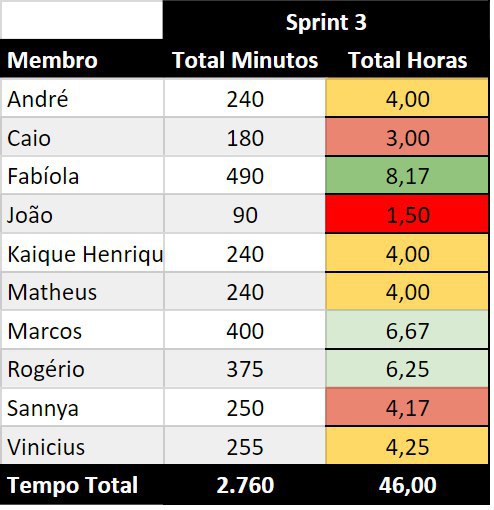 Sprint 3
Membro Total Minutos Total Horas
André 240 4,00
Caio 180 3,00
Fabíola 490 8,17
João 90 1,50
Kaique Henriqu 240 4,00
Matheus 240 4,00
Marcos 400 6,67
Rogério 375 6,25
Sannya 250 4,17
Vinicius 255 4,25
Tempo Total 2.760 46,00